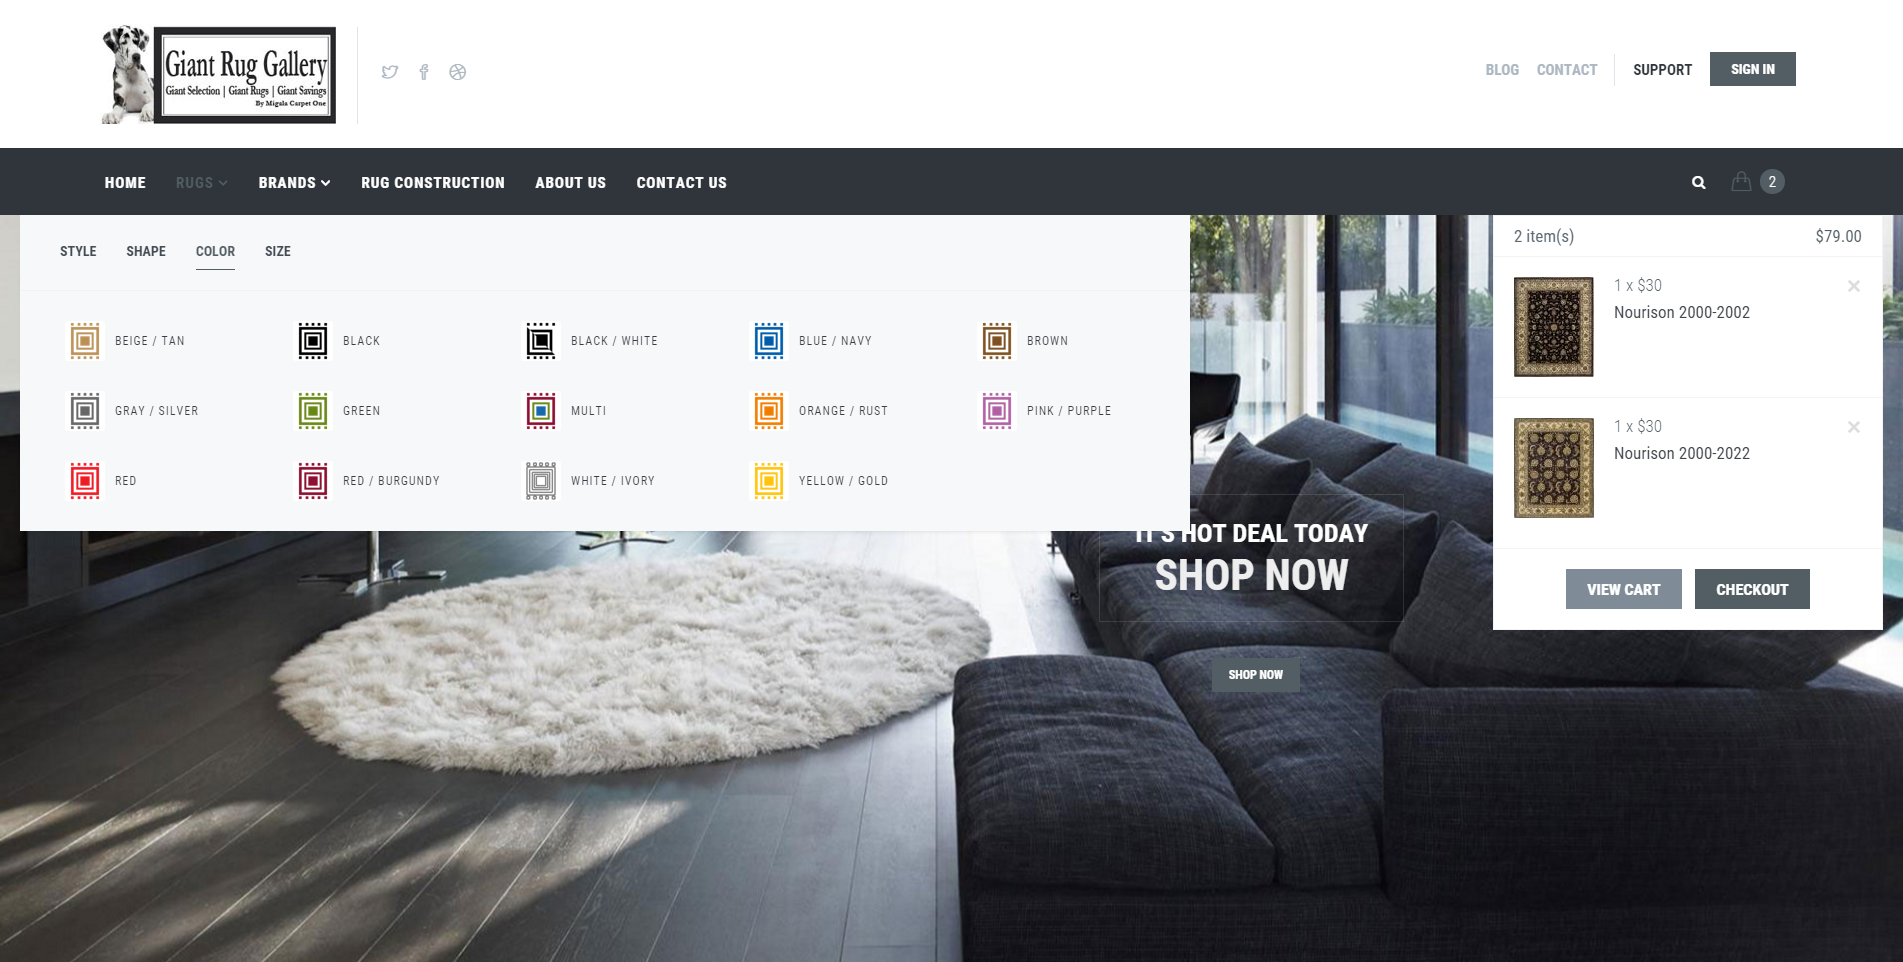 Giant Rug Gallery
Giant Selection | Giant Rugs | Giant Savings
By Migala Carpet One
BLOG
CONTACT
SUPPORT
SIGN IN
HOME
RUGS
BRANDS
RUG CONSTRUCTION
ABOUT US
CONTACT US
2
STYLE
SHAPE
COLOR
SIZE
BEIGE / TAN
BLACK
BLACK / WHITE
BLUE / NAVY
BROWN
GRAY / SILVER
GREEN
MULTI
ORANGE / RUST
PINK / PURPLE
RED
RED / BURGUNDY
WHITE / IVORY
YELLOW / GOLD
2 item(s)
$79.00
1 x $30
Nourison 2000-2002
1 x $30
Nourison 2000-2022
VIEW CART
CHECKOUT
IT'S HOT DEAL TODAY
SHOP NOW
SHOP NOW